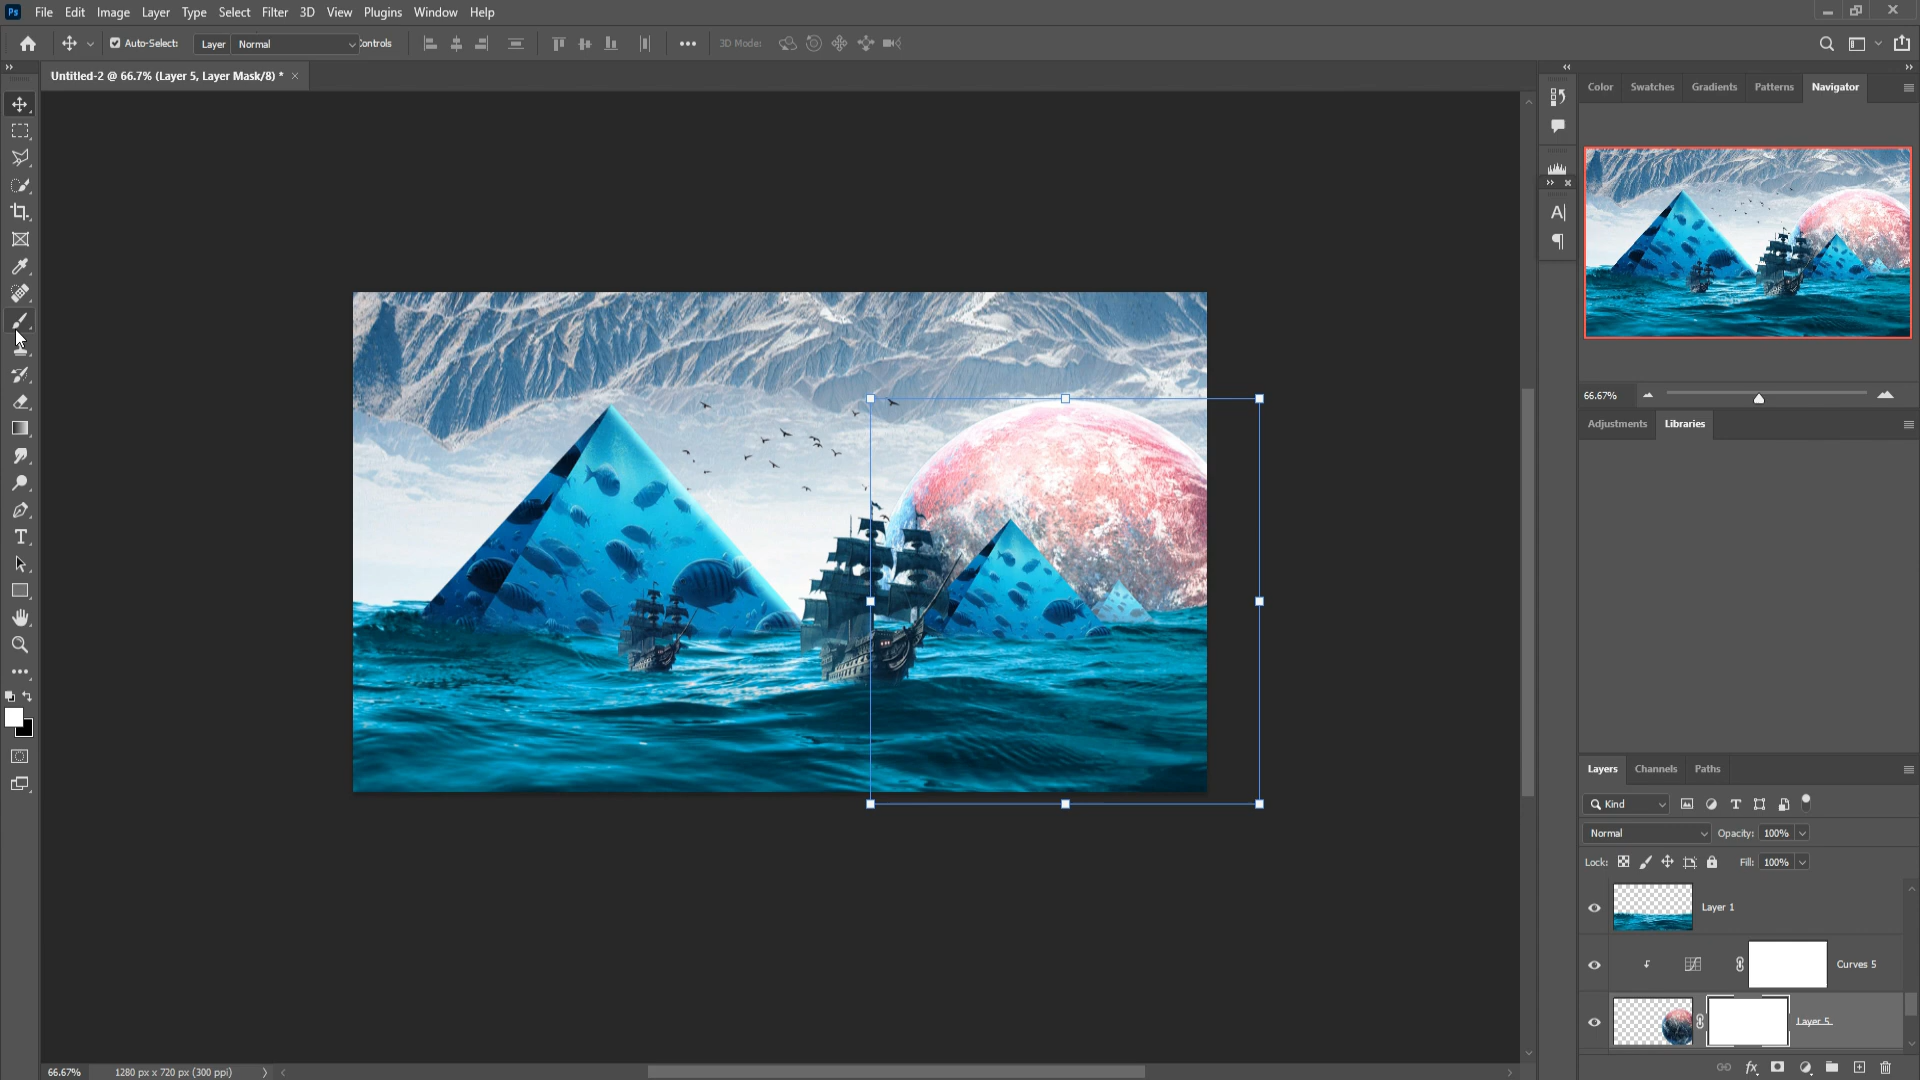 Ps File Edit Image Layer Type Select Filter 3D View Plugins Window Help
Auto-Select: Layer Normal Controls 3D Mode:
Untitled-2 @ 66.7% (Layer 5, Layer Mask/8) *
Color Swatches Gradients Patterns Navigator
66.67%
Adjustments Libraries
Layers Channels Paths
Kind
Normal Opacity: 100%
Lock: Fill: 100%
Layer 1
Curves 5
Layer 5
66.67% 1280 px x 720 px (300 ppi)